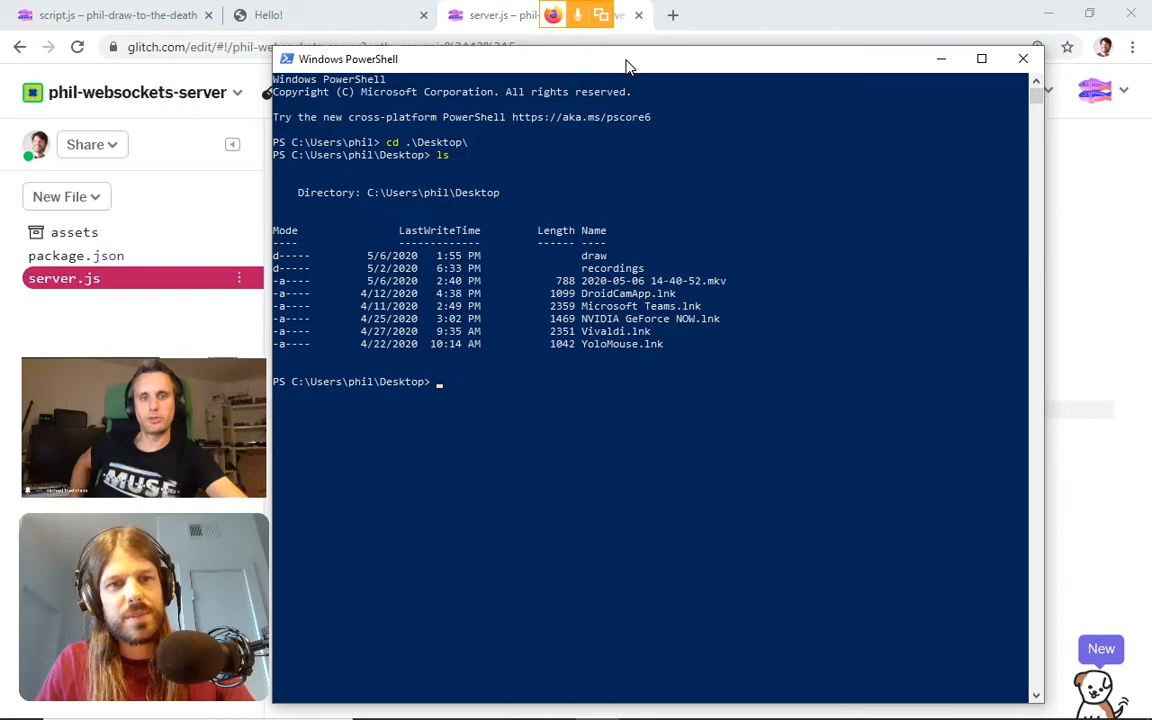 script.js – phil-draw-to-the-death
Hello!
server.js – phil-
glitch.com/edit/#!/phil-
phil-websockets-server
Share
New File
assets
package.json
server.js
Windows PowerShell
Windows PowerShell
Copyright (C) Microsoft Corporation. All rights reserved.
Try the new cross-platform PowerShell https://aka.ms/pscore6
PS C:\Users\phil> cd .\Desktop\
PS C:\Users\phil\Desktop> ls
Directory: C:\Users\phil\Desktop
Mode LastWriteTime Length Name
---- ------------- ------ ----
d----- 5/6/2020 1:55 PM draw
d----- 5/2/2020 6:33 PM recordings
-a---- 5/6/2020 2:40 PM 788 2020-05-06 14-40-52.mkv
-a---- 4/12/2020 4:38 PM 1099 DroidCamApp.lnk
-a---- 4/11/2020 2:49 PM 2359 Microsoft Teams.lnk
-a---- 4/25/2020 3:02 PM 1469 NVIDIA GeForce NOW.lnk
-a---- 4/27/2020 9:35 AM 2351 Vivaldi.lnk
-a---- 4/22/2020 10:14 AM 1042 YoloMouse.lnk
PS C:\Users\phil\Desktop>
MUSE
New